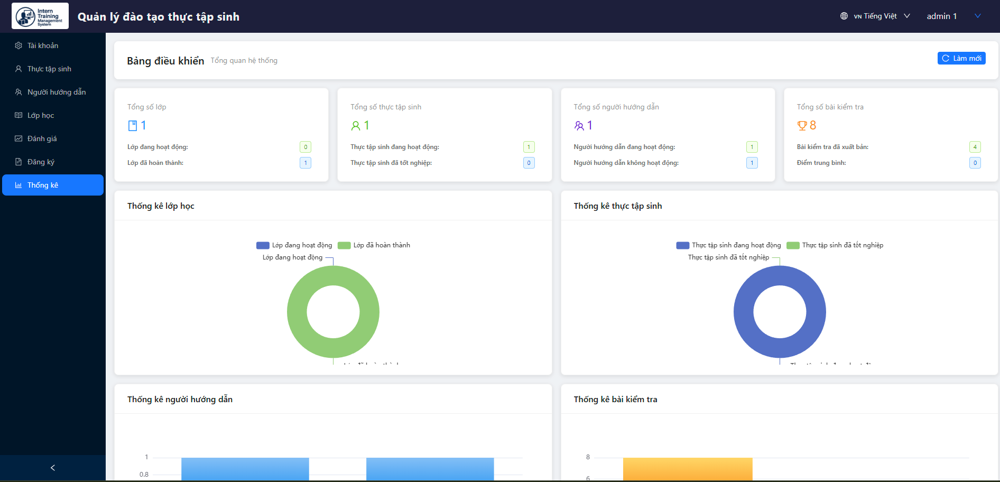 Intern
Training
Management
System
Quản lý đào tạo thực tập sinh
VN Tiếng Việt
admin 1
Tài khoản
Thực tập sinh
Người hướng dẫn
Lớp học
Đánh giá
Đăng ký
Thống kê
Bảng điều khiển Tổng quan hệ thống
Làm mới
Tổng số lớp
1
Lớp đang hoạt động: 0
Lớp đã hoàn thành: 1
Tổng số thực tập sinh
1
Thực tập sinh đang hoạt động: 1
Thực tập sinh đã tốt nghiệp: 0
Tổng số người hướng dẫn
1
Người hướng dẫn đang hoạt động: 1
Người hướng dẫn không hoạt động: 1
Tổng số bài kiểm tra
8
Bài kiểm tra đã xuất bản: 4
Điểm trung bình: 0
Thống kê lớp học
Lớp đang hoạt động Lớp đã hoàn thành
Lớp đang hoạt động
Thống kê thực tập sinh
Thực tập sinh đang hoạt động Thực tập sinh đã tốt nghiệp
Thực tập sinh đã tốt nghiệp
Thống kê người hướng dẫn
1
0.8
Thống kê bài kiểm tra
8
6